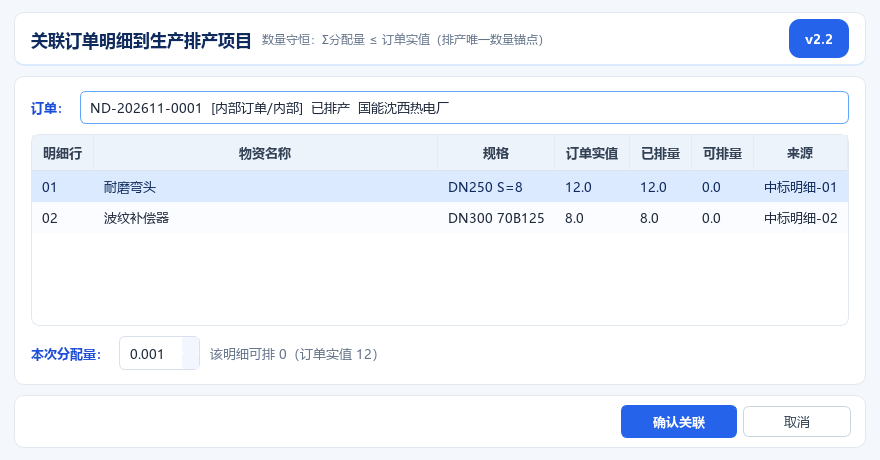 关联订单明细到生产排产项目 数量守恒: Σ分配量 ≤ 订单实值 (排产唯一数量锚点) v2.2
订单: ND-202611-0001 [内部订单/内部] 已排产 国能沈西热电厂
明细行 物资名称 规格 订单实值 已排量 可排量 来源
01 耐磨弯头 DN250 S=8 12.0 12.0 0.0 中标明细-01
02 波纹补偿器 DN300 70B125 8.0 8.0 0.0 中标明细-02
本次分配量: 0.001 该明细可排 0 (订单实值 12)
确认关联 取消